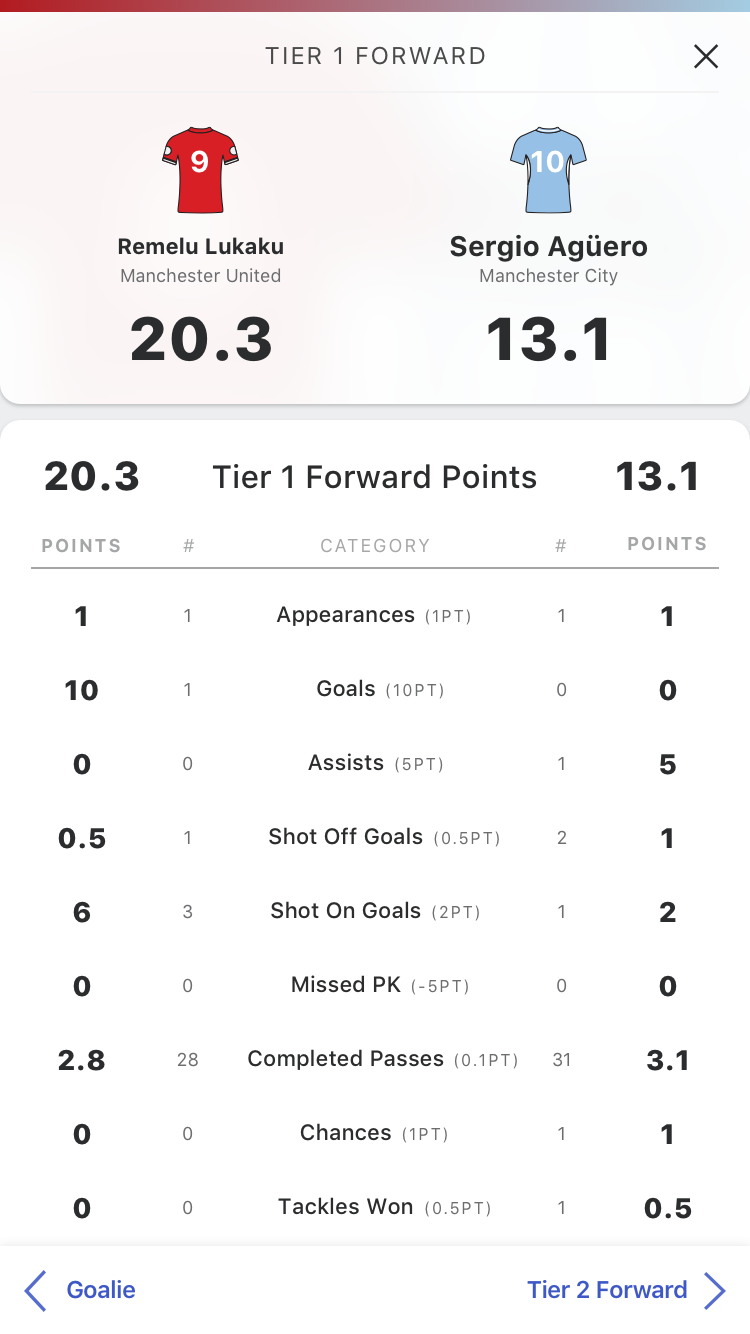 TIER 1 FORWARD
9 10
Remelu Lukaku Sergio Agüero
Manchester United Manchester City
20.3 13.1
20.3 Tier 1 Forward Points 13.1
POINTS # CATEGORY # POINTS
1 1 Appearances (1PT) 1 1
10 1 Goals (10PT) 0 0
0 0 Assists (5PT) 1 5
0.5 1 Shot Off Goals (0.5PT) 2 1
6 3 Shot On Goals (2PT) 1 2
0 0 Missed PK (-5PT) 0 0
2.8 28 Completed Passes (0.1PT) 31 3.1
0 0 Chances (1PT) 1 1
0 0 Tackles Won (0.5PT) 1 0.5
Goalie Tier 2 Forward